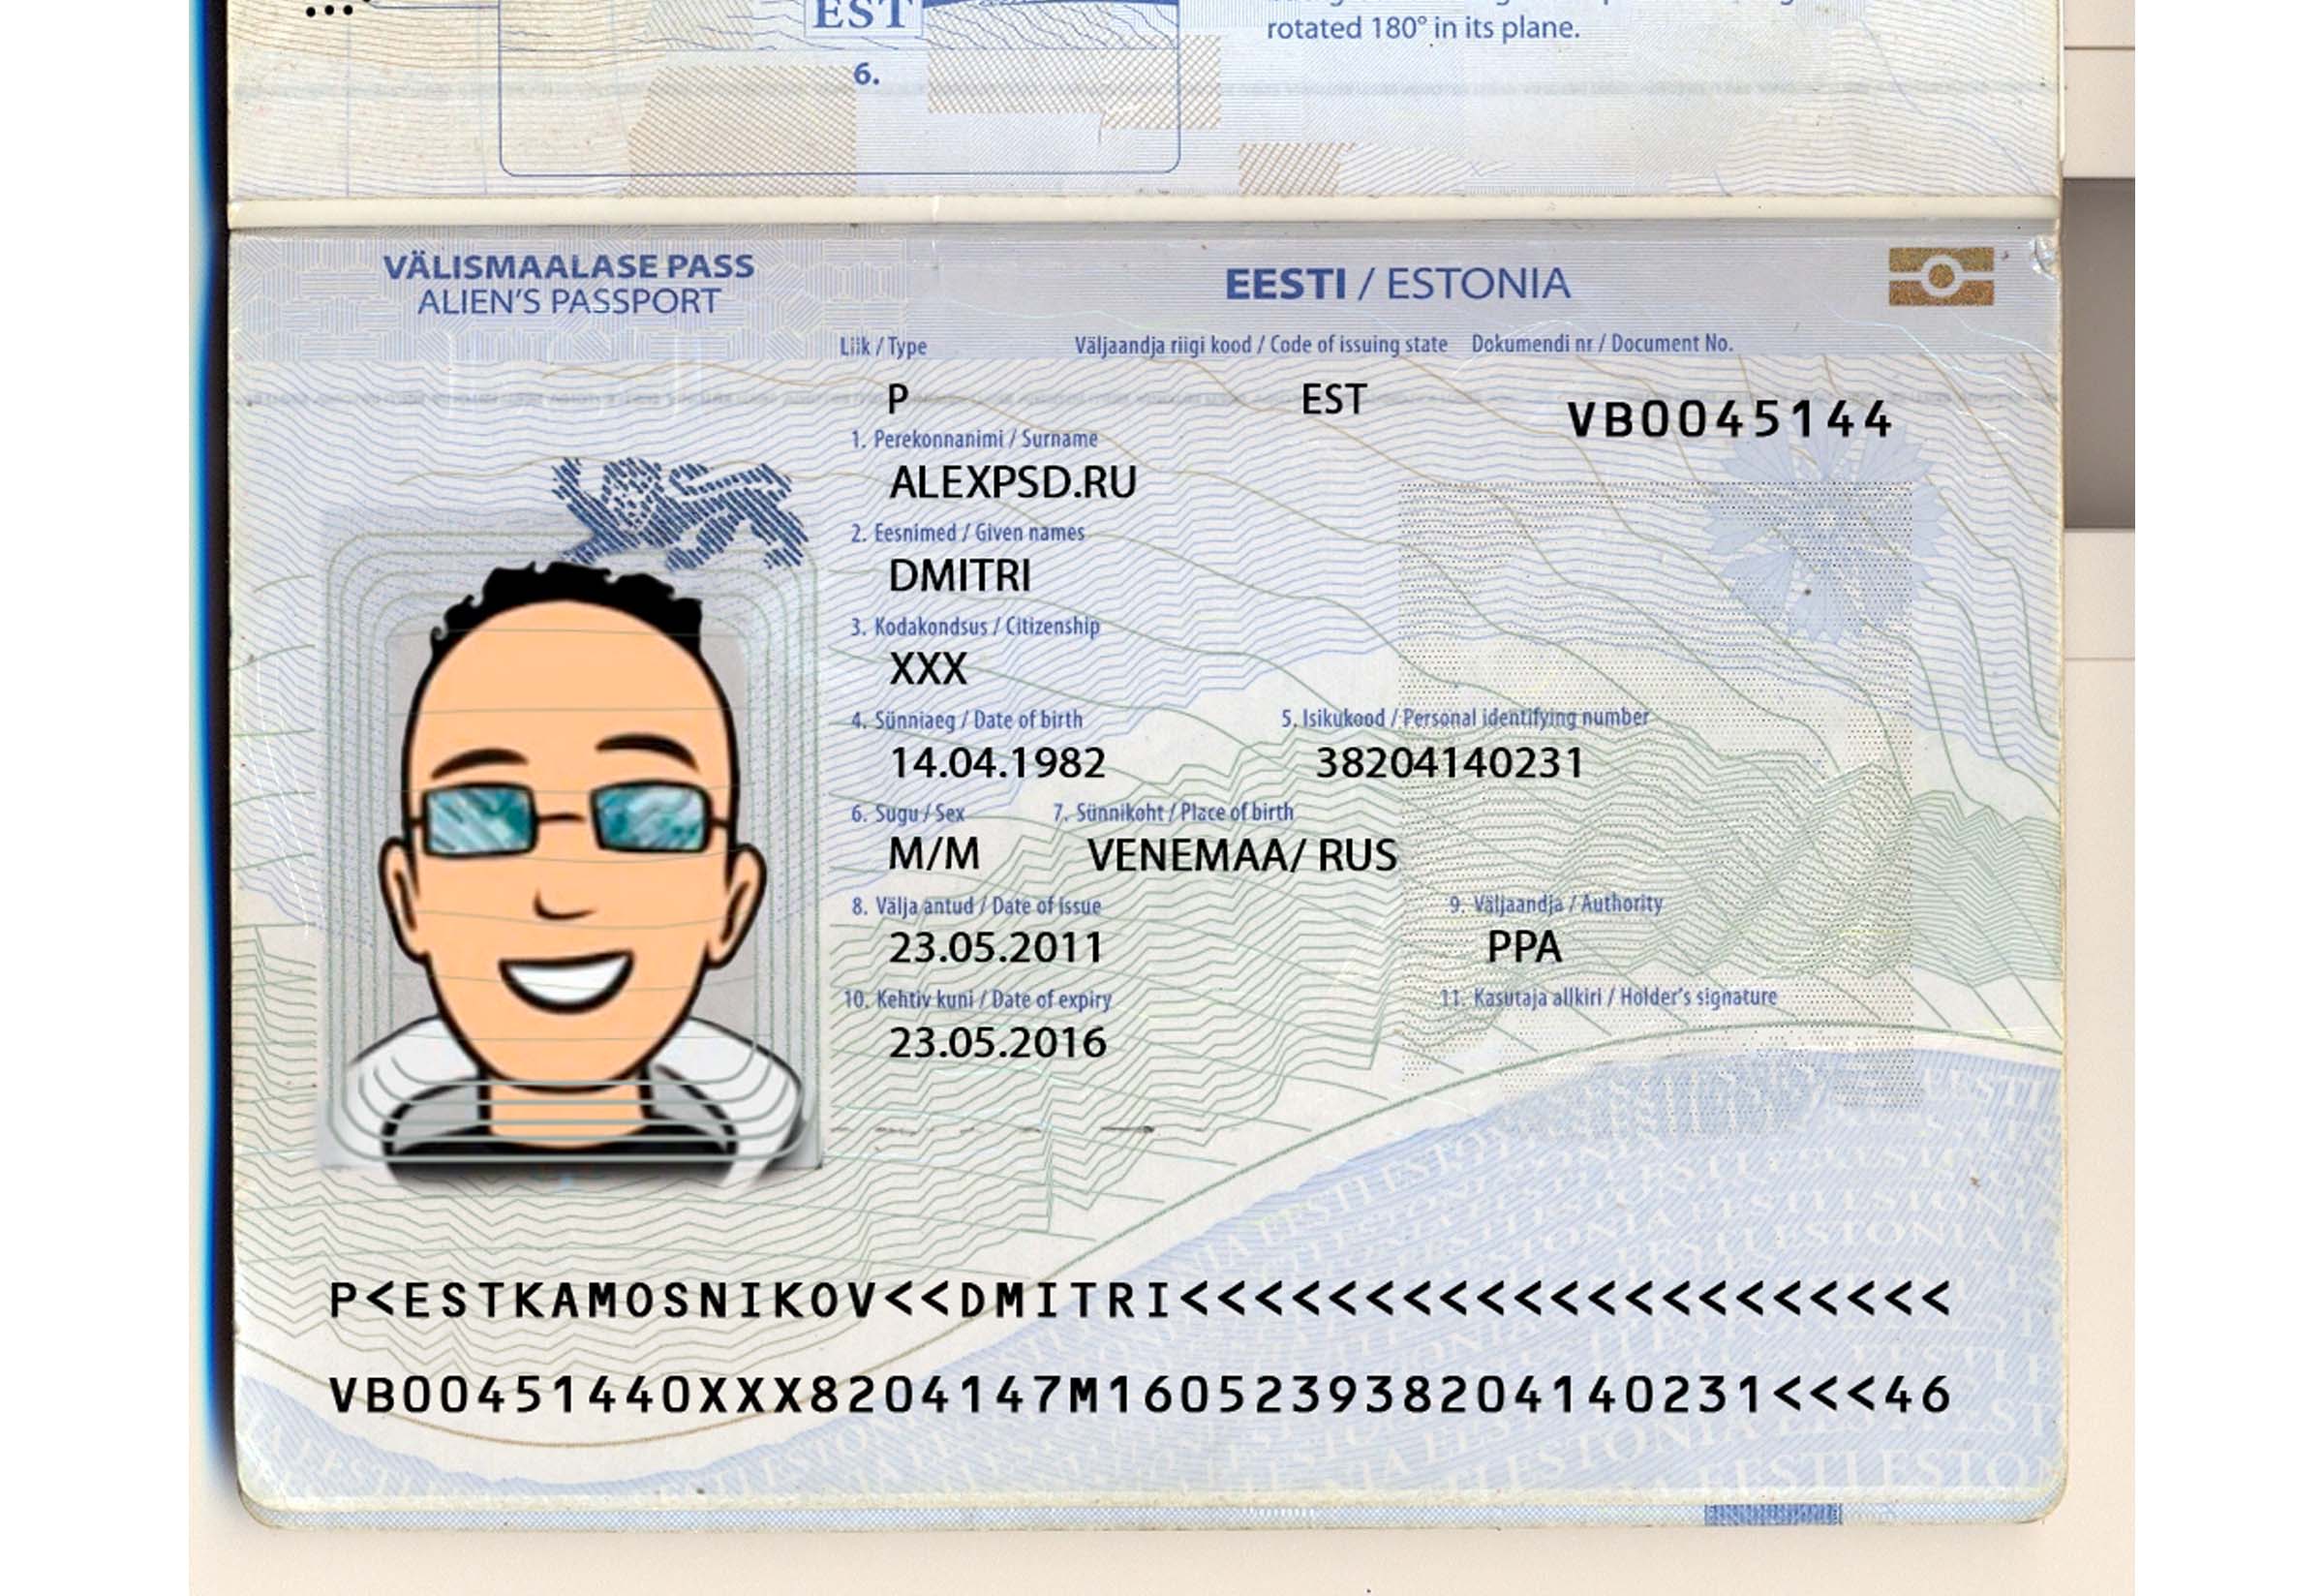 EST
rotated 180° in its plane.
6.
VÄLISMAALASE PASS
ALIEN'S PASSPORT
EESTI / ESTONIA
Liik / Type
Väljaandja riigi kood / Code of issuing state
Dokumendi nr / Document No.
P
EST
VB0045144
1. Perekonnanimi / Surname
ALEXPSD.RU
2. Eesnimed / Given names
DMITRI
3. Kodakondsus / Citizenship
XXX
4. Sünniaeg / Date of birth
5. Isikukood / Personal identifying number
14.04.1982
38204140231
6. Sugu / Sex
7. Sünnikoht / Place of birth
M/M
VENEMAA/ RUS
8. Välja antud / Date of issue
9. Väljaandja / Authority
23.05.2011
PPA
10. Kehtiv kuni / Date of expiry
11. Kasutaja allkiri / Holder's signature
23.05.2016
P<ESTKAMOSNIKOV<<DMITRI<<<<<<<<<<<<<<<<<<<<<
VB00451440XXX8204147M160523938204140231<<<46